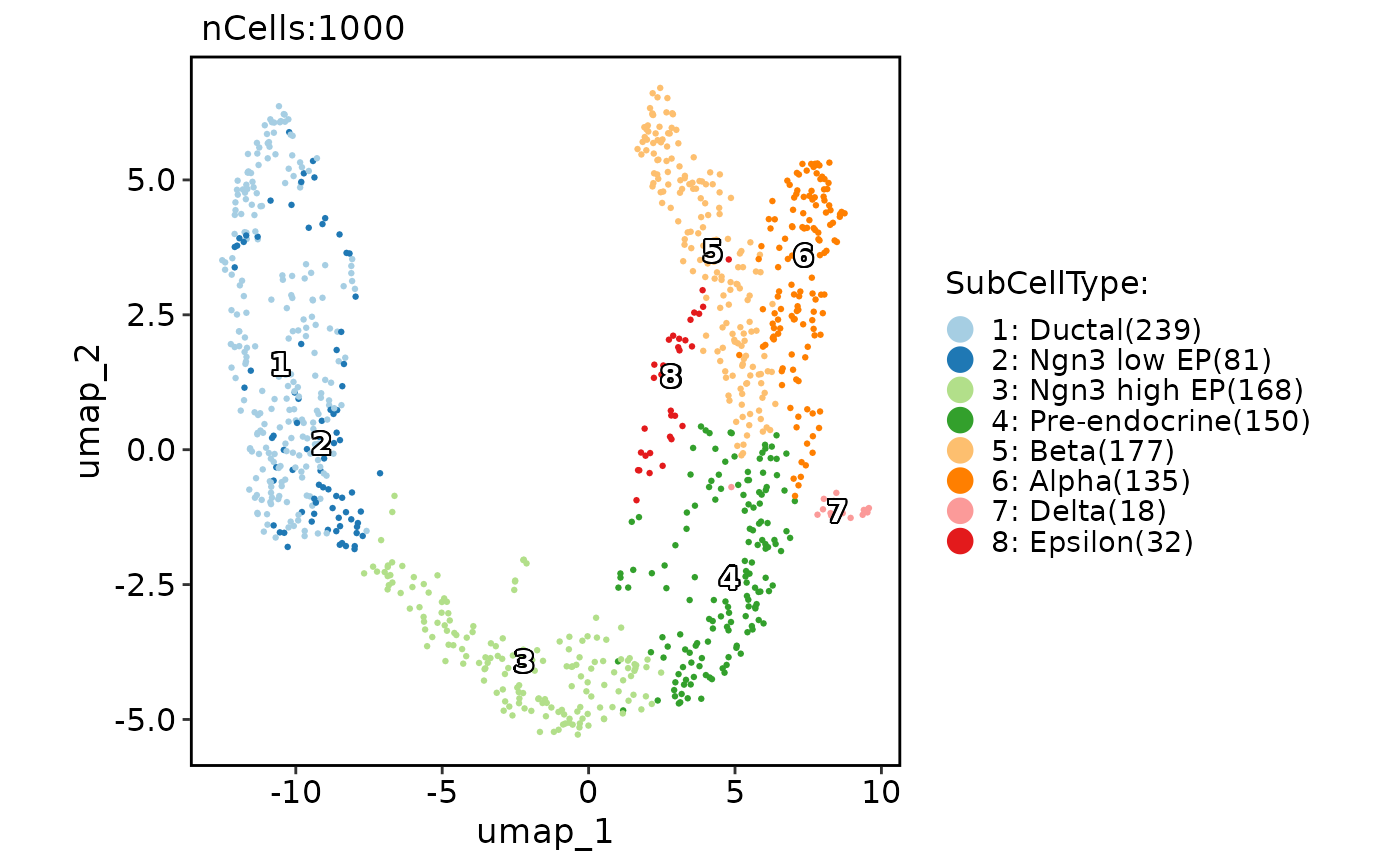 nCells:1000
umap_2
5.0
2.5
0.0
-2.5
-5.0
1
2
3
4
5
6
7
8
-10
-5
0
5
10
umap_1
SubCellType:
1: Ductal(239)
2: Ngn3 low EP(81)
3: Ngn3 high EP(168)
4: Pre-endocrine(150)
5: Beta(177)
6: Alpha(135)
7: Delta(18)
8: Epsilon(32)